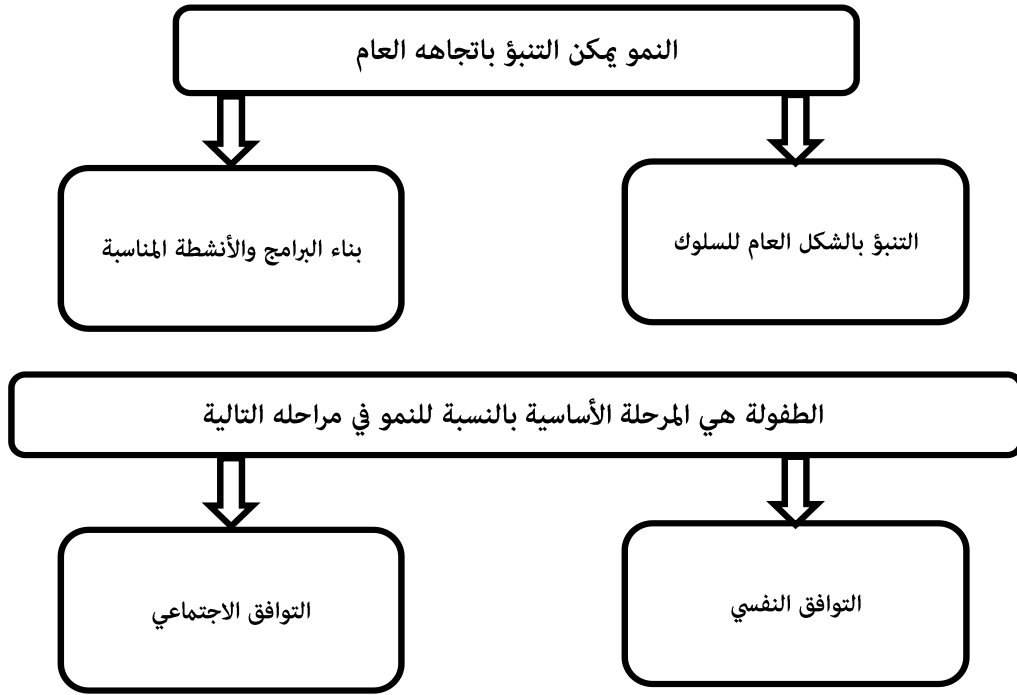 النمو يمكن التنبؤ باتجاهه العام
التنبؤ بالشكل العام للسلوك
بناء البرامج والأنشطة المناسبة
الطفولة هي المرحلة الأساسية بالنسبة للنمو في مراحله التالية
التوافق النفسي
التوافق الاجتماعي